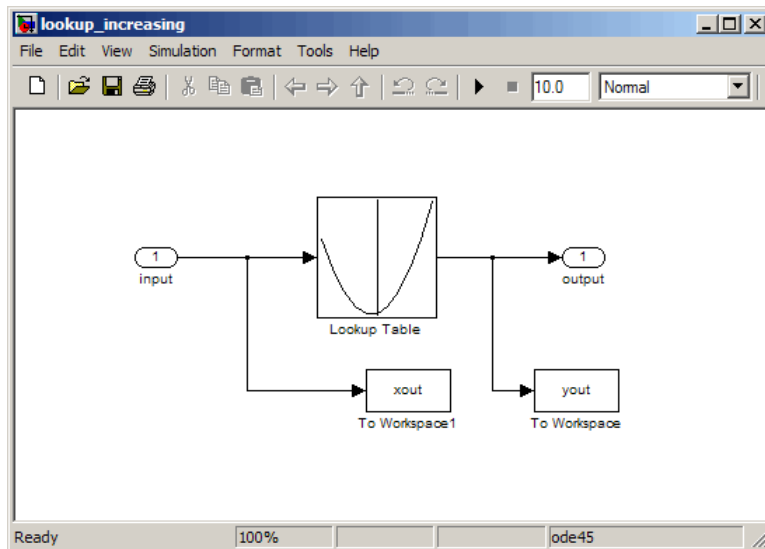 lookup_increasing
File Edit View Simulation Format Tools Help
10.0 Normal
1 1
input output
Lookup Table
xout yout
To Workspace1 To Workspace
Ready 100% ode45